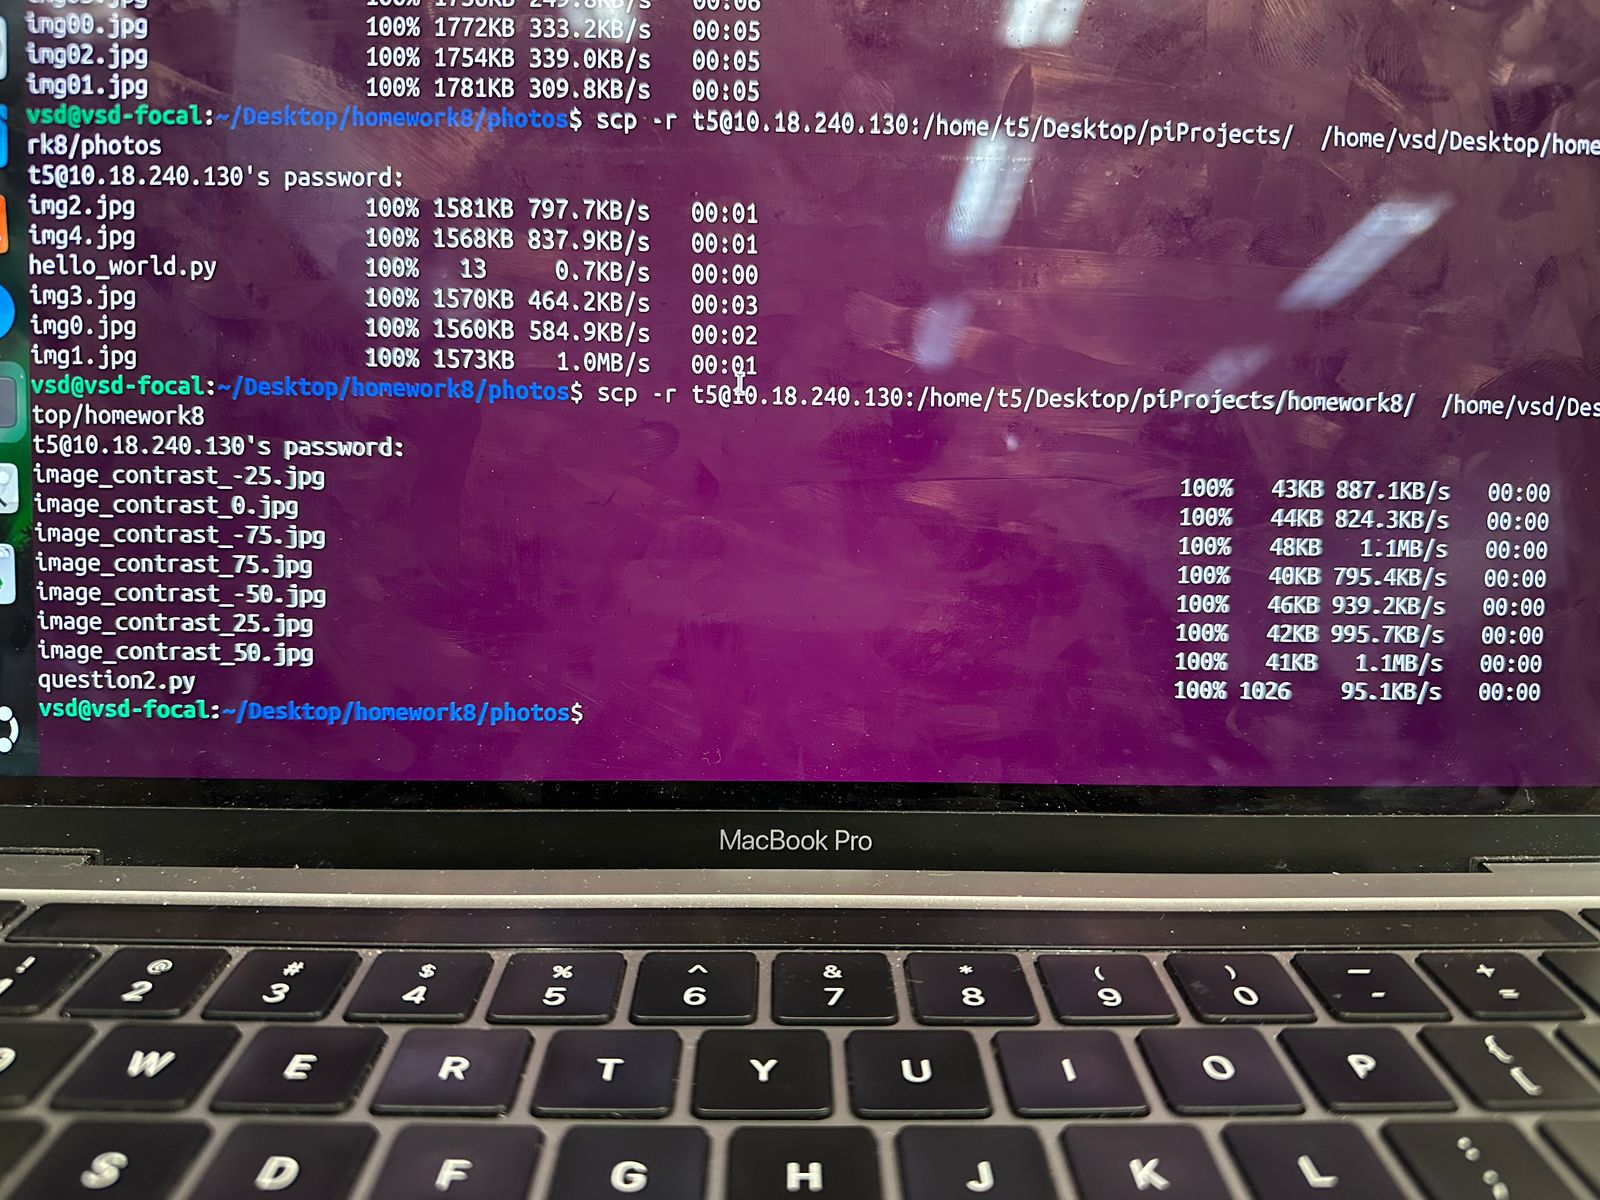 img00.jpg 100% 1772KB 333.2KB/s 00:05
img02.jpg 100% 1754KB 339.0KB/s 00:05
img01.jpg 100% 1781KB 309.8KB/s 00:05
vsd@vsd-focal:~/Desktop/homework8/photos$ scp -r t5@10.18.240.130:/home/t5/Desktop/piProjects/ /home/vsd/Desktop/home
rk8/photos
t5@10.18.240.130's password:
img2.jpg 100% 1581KB 797.7KB/s 00:01
img4.jpg 100% 1568KB 837.9KB/s 00:01
hello_world.py 100% 13 0.7KB/s 00:00
img3.jpg 100% 1570KB 464.2KB/s 00:03
img0.jpg 100% 1560KB 584.9KB/s 00:02
img1.jpg 100% 1573KB 1.0MB/s 00:01
vsd@vsd-focal:~/Desktop/homework8/photos$ scp -r t5@10.18.240.130:/home/t5/Desktop/piProjects/homework8/ /home/vsd/Des
top/homework8
t5@10.18.240.130's password:
image_contrast_-25.jpg 100% 43KB 887.1KB/s 00:00
image_contrast_0.jpg 100% 44KB 824.3KB/s 00:00
image_contrast_-75.jpg 100% 48KB 1.1MB/s 00:00
image_contrast_75.jpg 100% 40KB 795.4KB/s 00:00
image_contrast_-50.jpg 100% 46KB 939.2KB/s 00:00
image_contrast_25.jpg 100% 42KB 995.7KB/s 00:00
image_contrast_50.jpg 100% 41KB 1.1MB/s 00:00
question2.py 100% 1026 95.1KB/s 00:00
vsd@vsd-focal:~/Desktop/homework8/photos$
MacBook Pro
! @ # $ % ^ & * ( ) _ +
2 3 4 5 6 7 8 9 0 - =
W E R T Y U I O P {
[
S D F G H J K L :
;